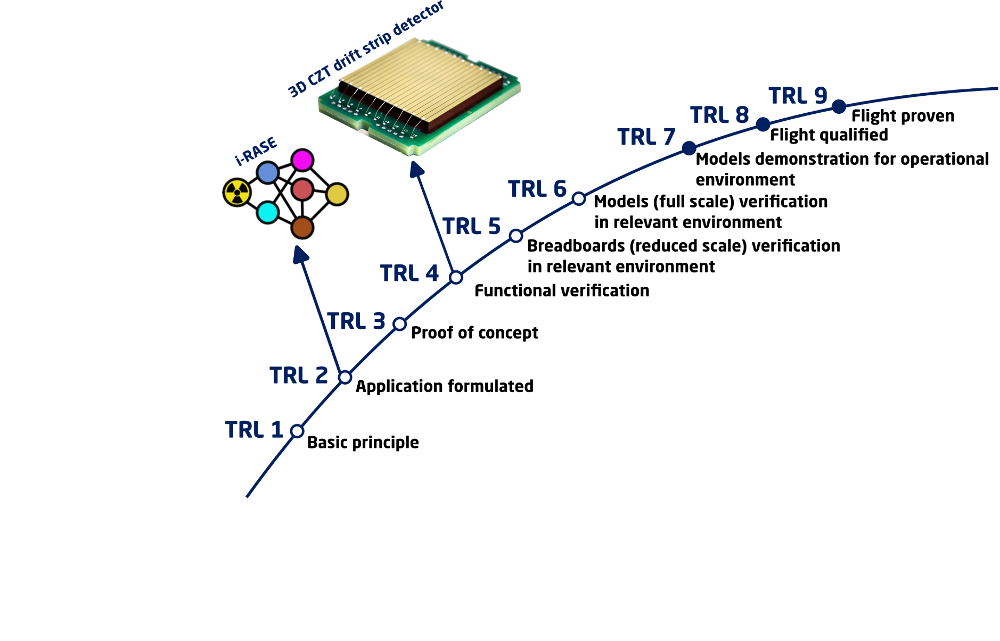 3D CZT drift strip detector
i-RASE
TRL 9
Flight proven
TRL 8
Flight qualified
TRL 7
Models demonstration for operational
environment
TRL 6
Models (full scale) verification
in relevant environment
TRL 5
Breadboards (reduced scale) verification
in relevant environment
TRL 4
Functional verification
TRL 3
Proof of concept
TRL 2
Application formulated
TRL 1
Basic principle